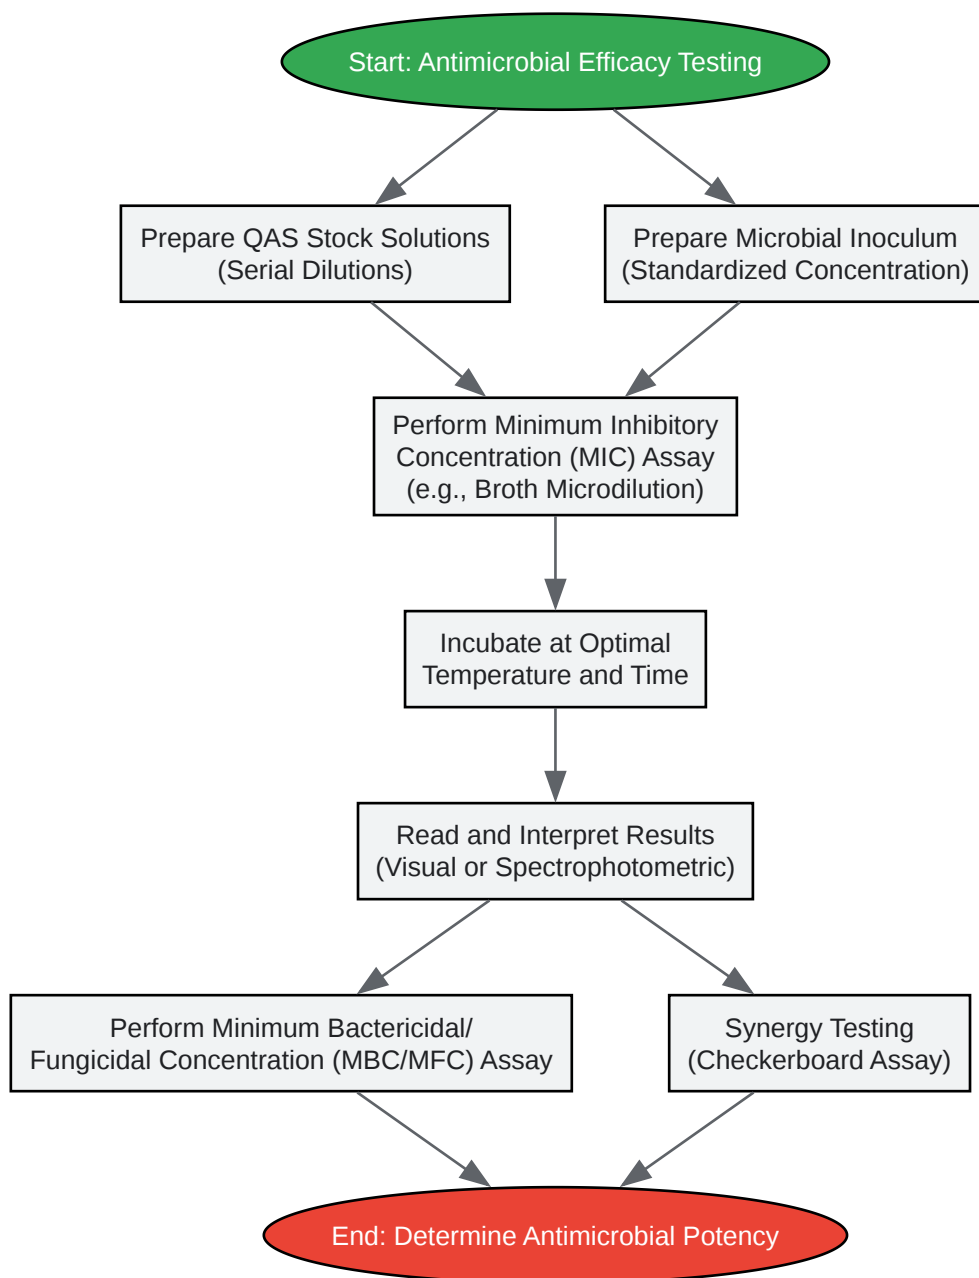 Start: Antimicrobial Efficacy Testing
Prepare QAS Stock Solutions
(Serial Dilutions)
Prepare Microbial Inoculum
(Standardized Concentration)
Perform Minimum Inhibitory
Concentration (MIC) Assay
(e.g., Broth Microdilution)
Incubate at Optimal
Temperature and Time
Read and Interpret Results
(Visual or Spectrophotometric)
Perform Minimum Bactericidal/
Fungicidal Concentration (MBC/MFC) Assay
Synergy Testing
(Checkerboard Assay)
End: Determine Antimicrobial Potency